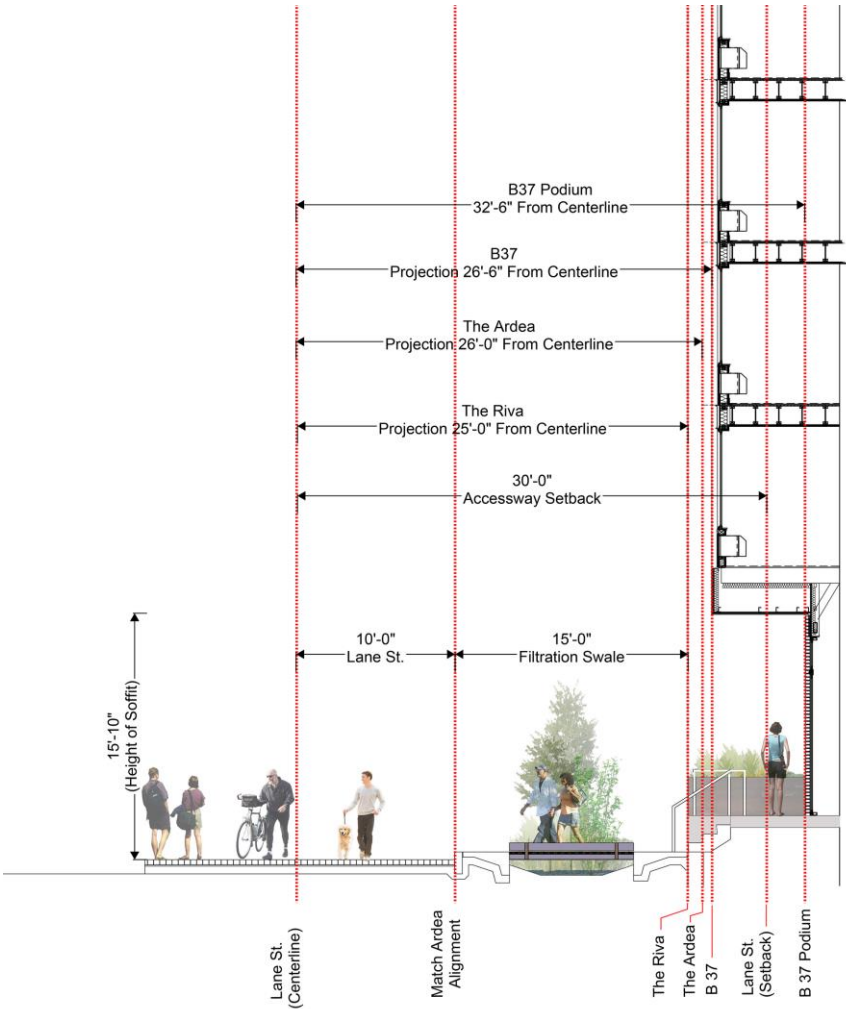 B37 Podium
32'-6" From Centerline
B37
Projection 26'-6" From Centerline
The Ardea
Projection 26'-0" From Centerline
The Riva
Projection 25'-0" From Centerline
30'-0"
Accessway Setback
10'-0"
Lane St.
15'-0"
Filtration Swale
15'-10"
(Height of Soffit)
Lane St.
(Centerline)
Match Ardea
Alignment
The Riva
The Ardea
B 37
Lane St.
(Setback)
B 37 Podium